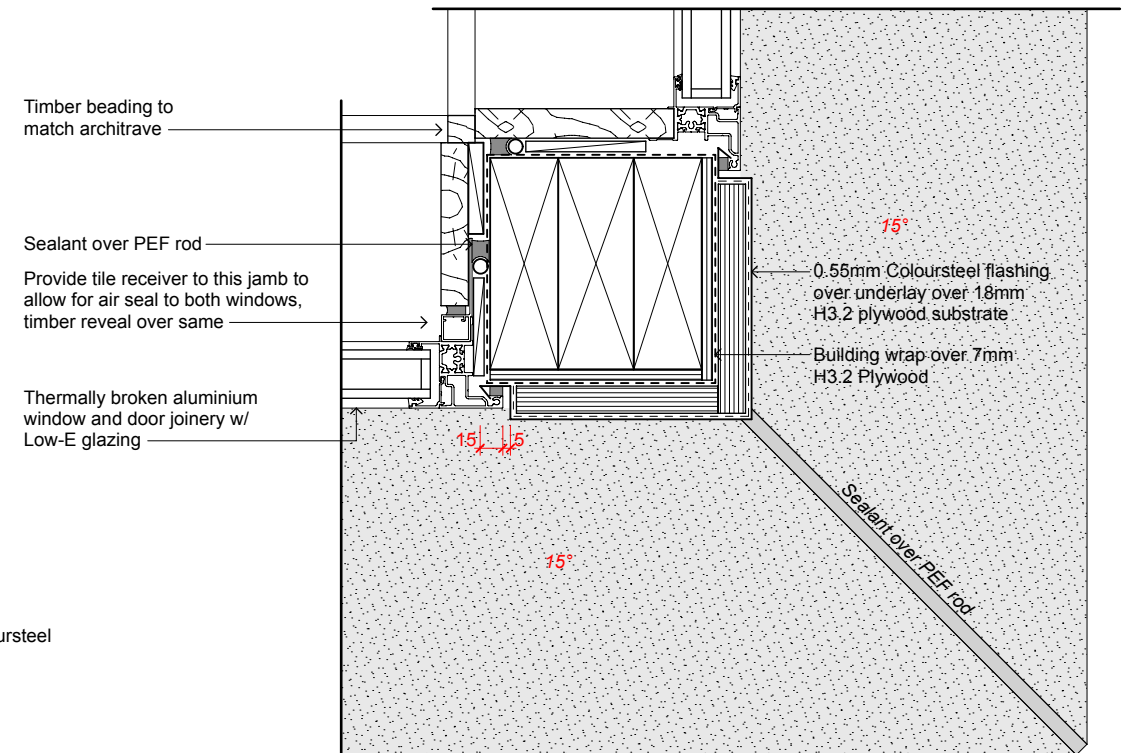 Timber beading to
match architrave
Sealant over PEF rod
Provide tile receiver to this jamb to
allow for air seal to both windows,
timber reveal over same
Thermally broken aluminium
window and door joinery w/
Low-E glazing
15°
0.55mm Coloursteel flashing
over underlay over 18mm
H3.2 plywood substrate
Building wrap over 7mm
H3.2 Plywood
15 5
Sealant over PEF rod
15°
ursteel